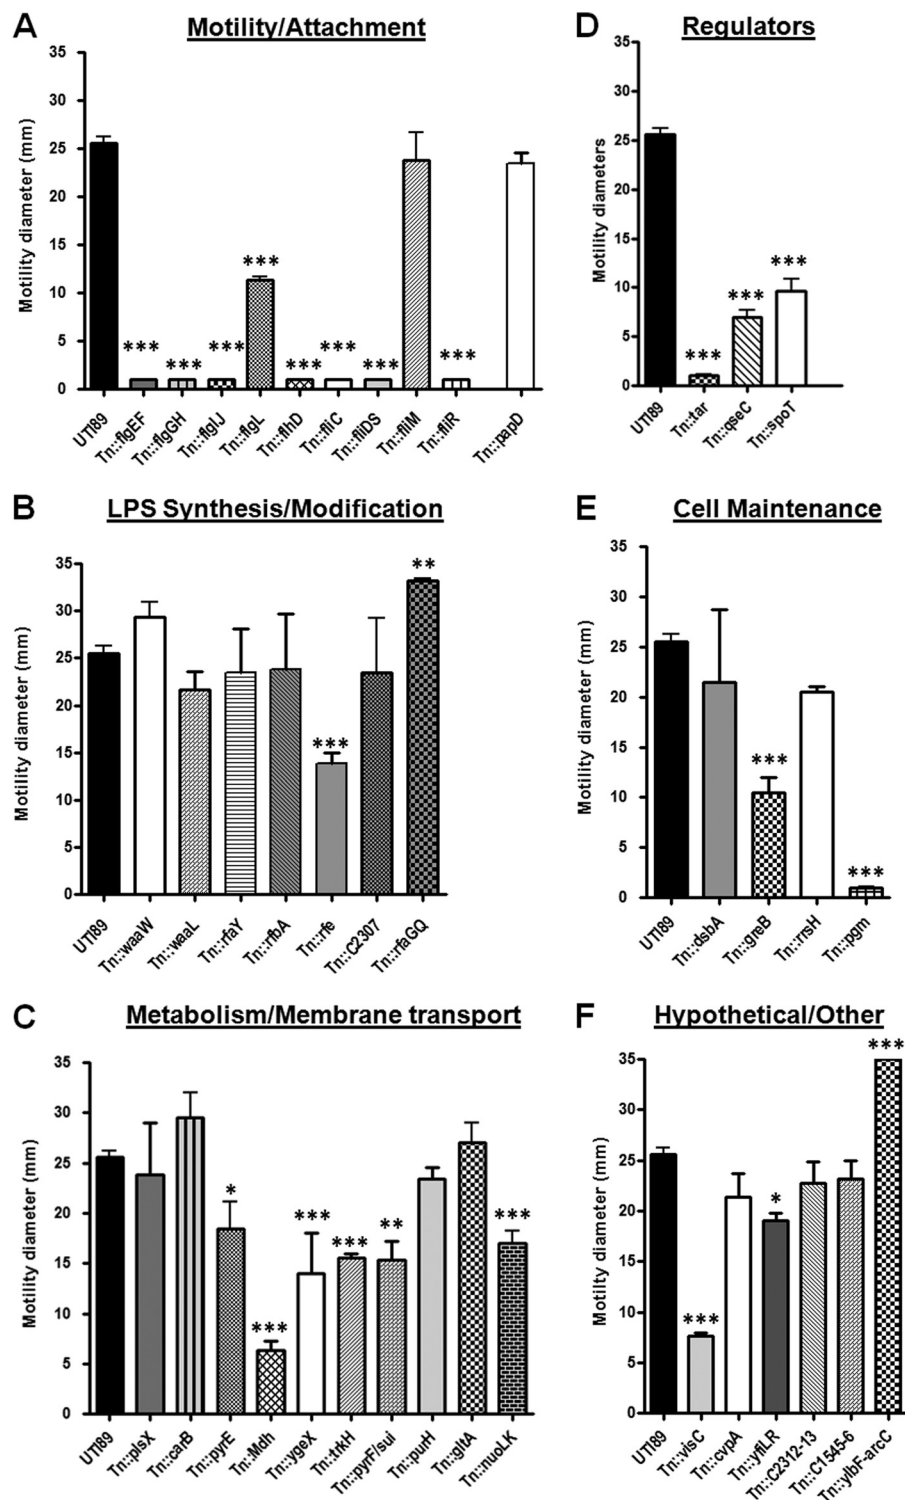 A
Motility/Attachment
Motility diameter (mm)
35
30
25
20
15
10
5
0
***
***
***
***
***
***
***
***
UTI89
Tn::flgEF
Tn::flgGH
Tn::flgIJ
Tn::flgL
Tn::flhD
Tn::fliC
Tn::fliDS
Tn::fliM
Tn::fliR
Tn::papD
D
Regulators
Motility diameters
35
30
25
20
15
10
5
0
***
***
***
UTI89
Tn::tar
Tn::qseC
Tn::spoT
B
LPS Synthesis/Modification
Motility diameter (mm)
35
30
25
20
15
10
5
0
***
**
UTI89
Tn::waaW
Tn::waaL
Tn::rfaY
Tn::rfbA
Tn::rfe
Tn::C2307
Tn::rfaGQ
E
Cell Maintenance
Motility diameter (mm)
35
30
25
20
15
10
5
0
***
***
UTI89
Tn::dsbA
Tn::greB
Tn::rrsH
Tn::pgm
C
Metabolism/Membrane transport
Motility diameter (mm)
35
30
25
20
15
10
5
0
*
***
***
***
**
***
UTI89
Tn::plsX
Tn::carB
Tn::pyrE
Tn::Mdh
Tn::ygeX
Tn::trkH
Tn::pyrF/sui
Tn::purH
Tn::gltA
Tn::nuoLK
F
Hypothetical/Other
Motility diameter (mm)
35
30
25
20
15
10
5
0
***
*
***
UTI89
Tn::visC
Tn::cvpA
Tn::yfiLR
Tn::C2312-13
Tn::C1545-6
Tn::ylbF-arcC